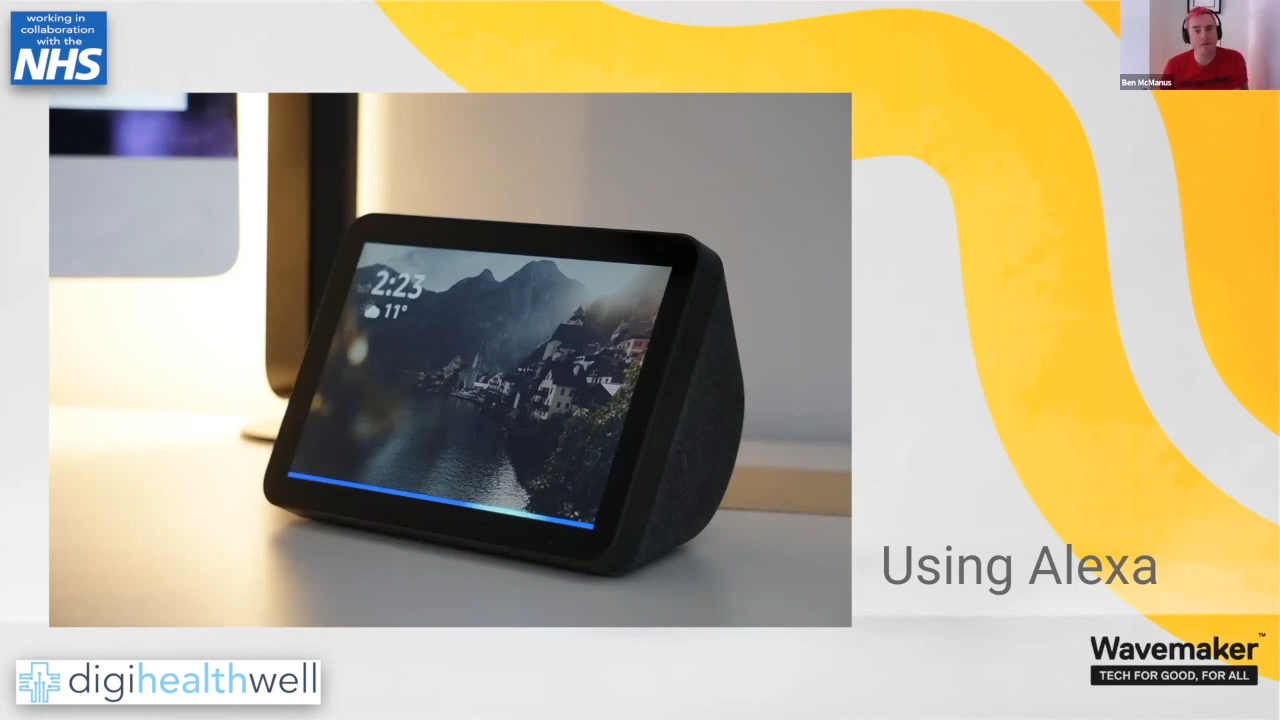 working in
collaboration
with the
NHS
Ben McManus
2:23
11°
Using Alexa
digihealthwell
Wavemaker™
TECH FOR GOOD, FOR ALL